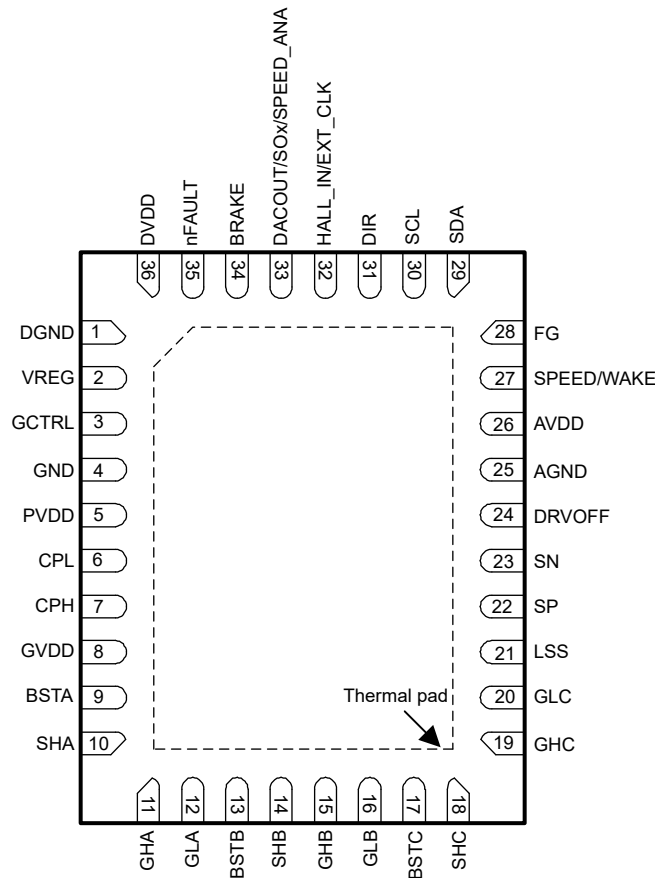 DVDD
nFAULT
BRAKE
DACOUT/SOx/SPEED_ANA
HALL_IN/EXT_CLK
DIR
SCL
SDA
36
35
34
33
32
31
30
29
DGND 1
VREG 2
GCTRL 3
GND 4
PVDD 5
CPL 6
CPH 7
GVDD 8
BSTA 9
SHA 10
28 FG
27 SPEED/WAKE
26 AVDD
25 AGND
24 DRVOFF
23 SN
22 SP
21 LSS
20 GLC
19 GHC
Thermal pad
11
12
13
14
15
16
17
18
GHA
GLA
BSTB
SHB
GHB
GLB
BSTC
SHC